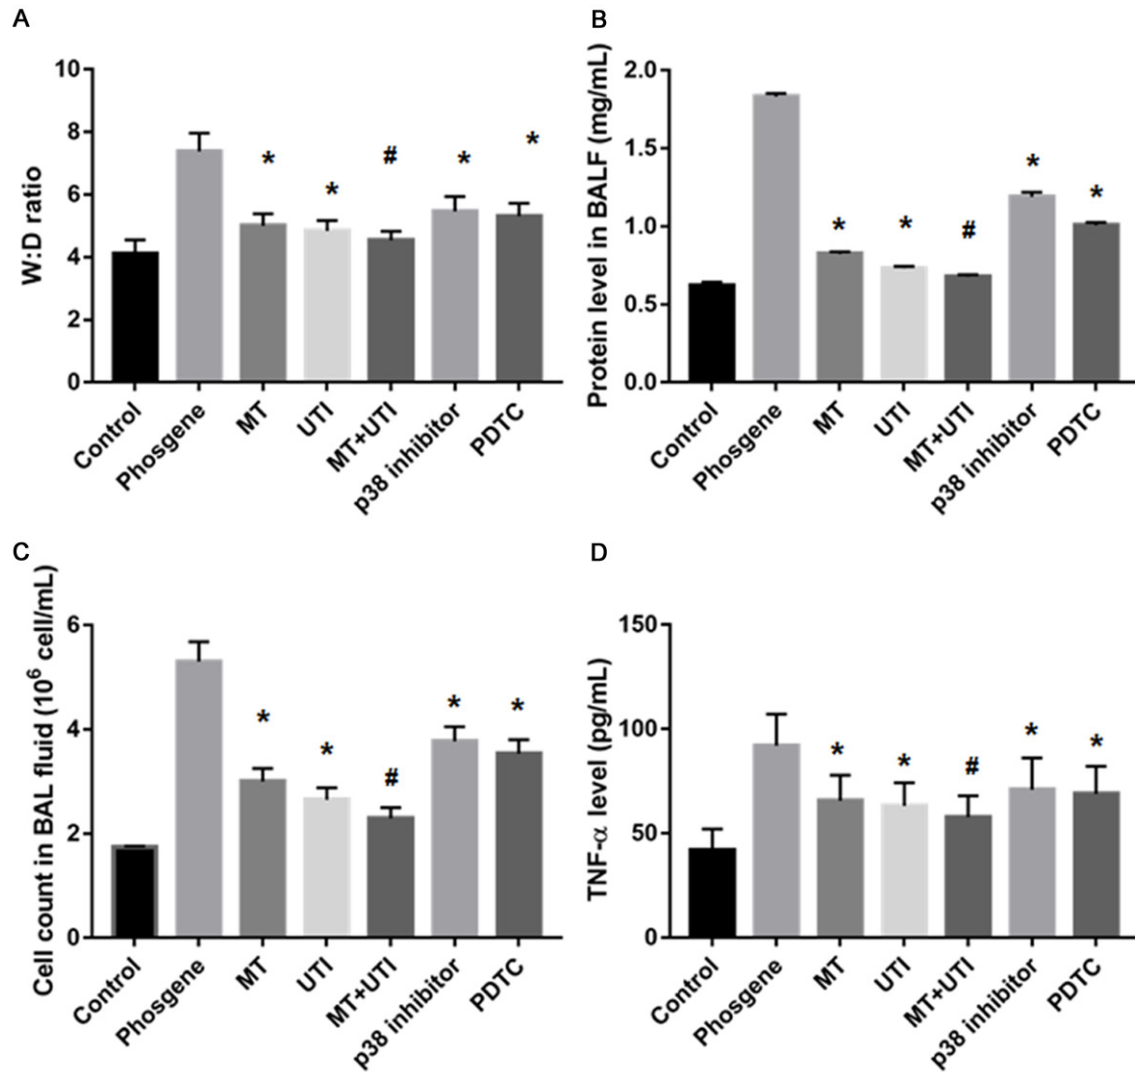 A
W:D ratio
10
8
6
4
2
0
*
*
#
*
*
Control
Phosgene
MT
UTI
MT+UTI
p38 inhibitor
PDTC
B
Protein level in BALF (mg/mL)
2.0
1.5
1.0
0.5
0.0
*
*
#
*
*
Control
Phosgene
MT
UTI
MT+UTI
p38 inhibitor
PDTC
C
Cell count in BAL fluid (10⁶ cell/mL)
6
4
2
0
*
*
#
*
*
Control
Phosgene
MT
UTI
MT+UTI
p38 inhibitor
PDTC
D
TNF-α level (pg/mL)
150
100
50
0
*
*
#
*
*
Control
Phosgene
MT
UTI
MT+UTI
p38 inhibitor
PDTC